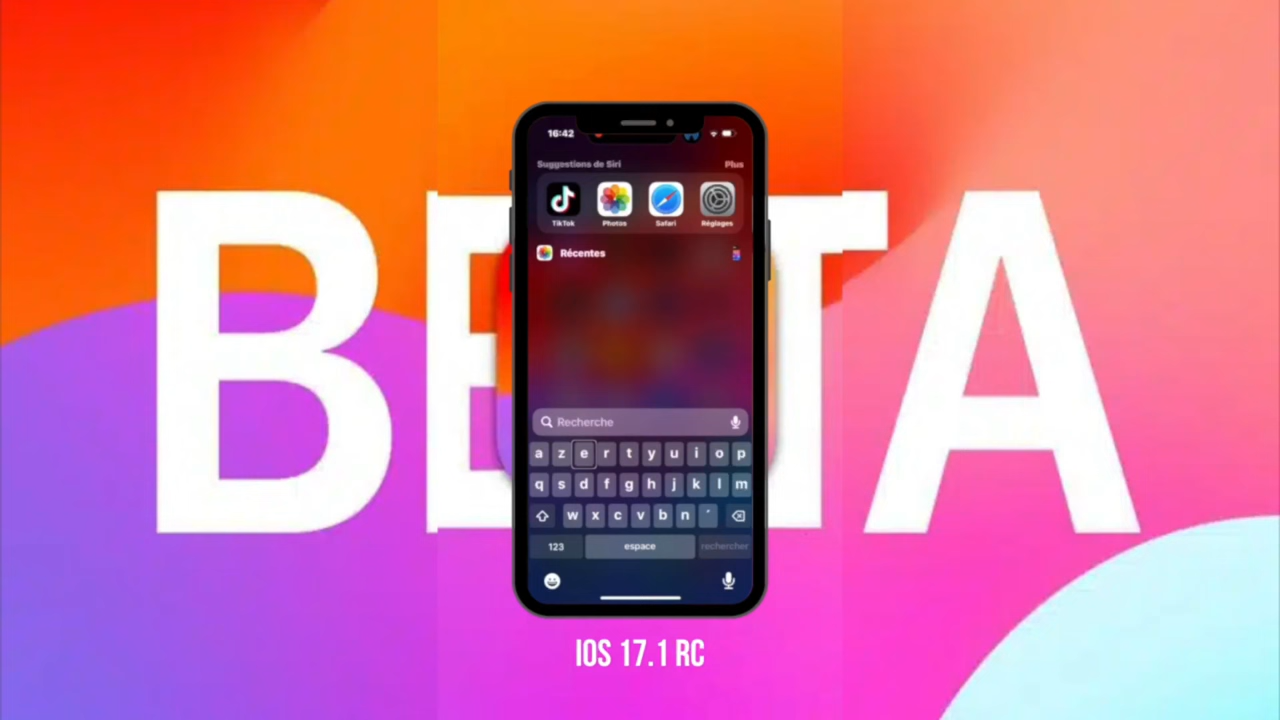 BETA
16:42
Suggestions de Siri Plus
TikTok Photos Safari Réglages
Récentes
Recherche
a z e r t y u i o p
q s d f g h j k l m
w x c v b n ´
123 espace rechercher
IOS 17.1 RC